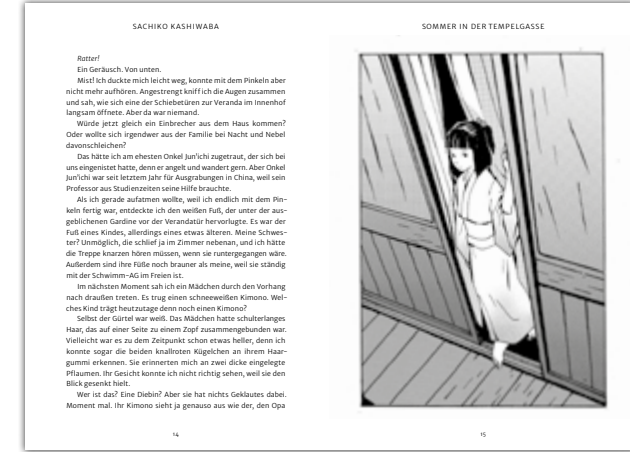 SACHIKO KASHIWABA
Ratter!
Ein Geräusch. Von unten.
Mist! Ich duckte mich leicht weg, konnte mit dem Pinkeln aber
nicht mehr aufhören. Angestrengt kniff ich die Augen zusammen
und sah, wie sich eine der Schiebetüren zur Veranda im Innenhof
langsam öffnete. Aber da war niemand.
Würde jetzt gleich ein Einbrecher aus dem Haus kommen?
Oder wollte sich irgendwer aus der Familie bei Nacht und Nebel
davonschleichen?
Das hätte ich am ehesten Onkel Jun'ichi zugetraut, der sich bei
uns eingenistet hatte, denn er angelt und wandert gern. Aber Onkel
Jun'ichi war seit letztem Jahr für Ausgrabungen in China, weil sein
Professor aus Studienzeiten seine Hilfe brauchte.
Als ich gerade aufatmen wollte, weil ich endlich mit dem Pin-
keln fertig war, entdeckte ich den weißen Fuß, der unter der aus-
geblichenen Gardine vor der Verandatür hervorlugte. Es war der
Fuß eines Kindes, allerdings eines etwas älteren. Meine Schwes-
ter? Unmöglich, die schlief ja im Zimmer nebenan, und ich hätte
die Treppe knarzen hören müssen, wenn sie runtergegangen wäre.
Außerdem sind ihre Füße noch brauner als meine, weil sie ständig
mit der Schwimm-AG im Freien ist.
Im nächsten Moment sah ich ein Mädchen durch den Vorhang
nach draußen treten. Es trug einen schneeweißen Kimono. Wel-
ches Kind trägt heutzutage denn noch einen Kimono?
Selbst der Gürtel war weiß. Das Mädchen hatte schulterlanges
Haar, das auf einer Seite zu einem Zopf zusammengebunden war.
Vielleicht war es zu dem Zeitpunkt schon etwas heller, denn ich
konnte sogar die beiden knallroten Kügelchen an ihrem Haar-
gummi erkennen. Sie erinnerten mich an zwei dicke eingelegte
Pflaumen. Ihr Gesicht konnte ich nicht richtig sehen, weil sie den
Blick gesenkt hielt.
Wer ist das? Eine Diebin? Aber sie hat nichts Geklautes dabei.
Moment mal. Ihr Kimono sieht ja genauso aus wie der, den Opa
14
SOMMER IN DER TEMPELGASSE
15